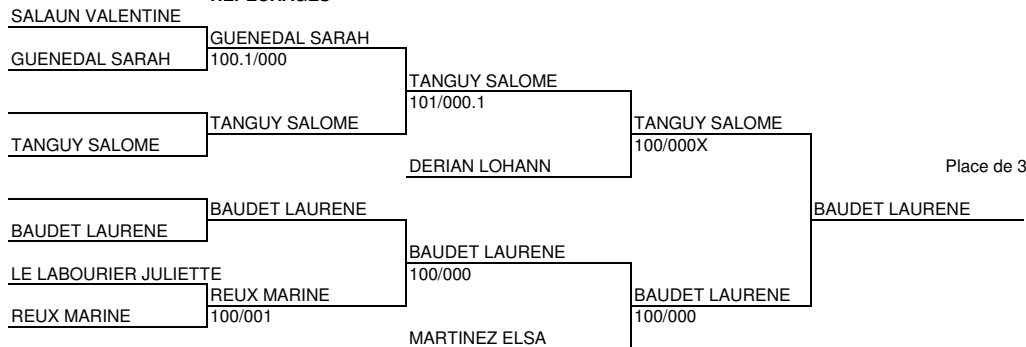 SALAUN VALENTINE
GUENEDAL SARAH
GUENEDAL SARAH
100.1/000
TANGUY SALOME
101/000.1
TANGUY SALOME
TANGUY SALOME
TANGUY SALOME
100/000X
DERIAN LOHANN
Place de 3
BAUDET LAURENE
BAUDET LAURENE
BAUDET LAURENE
BAUDET LAURENE
100/000
LE LABOURIER JULIETTE
REUX MARINE
100/001
REUX MARINE
BAUDET LAURENE
100/000
MARTINEZ ELSA